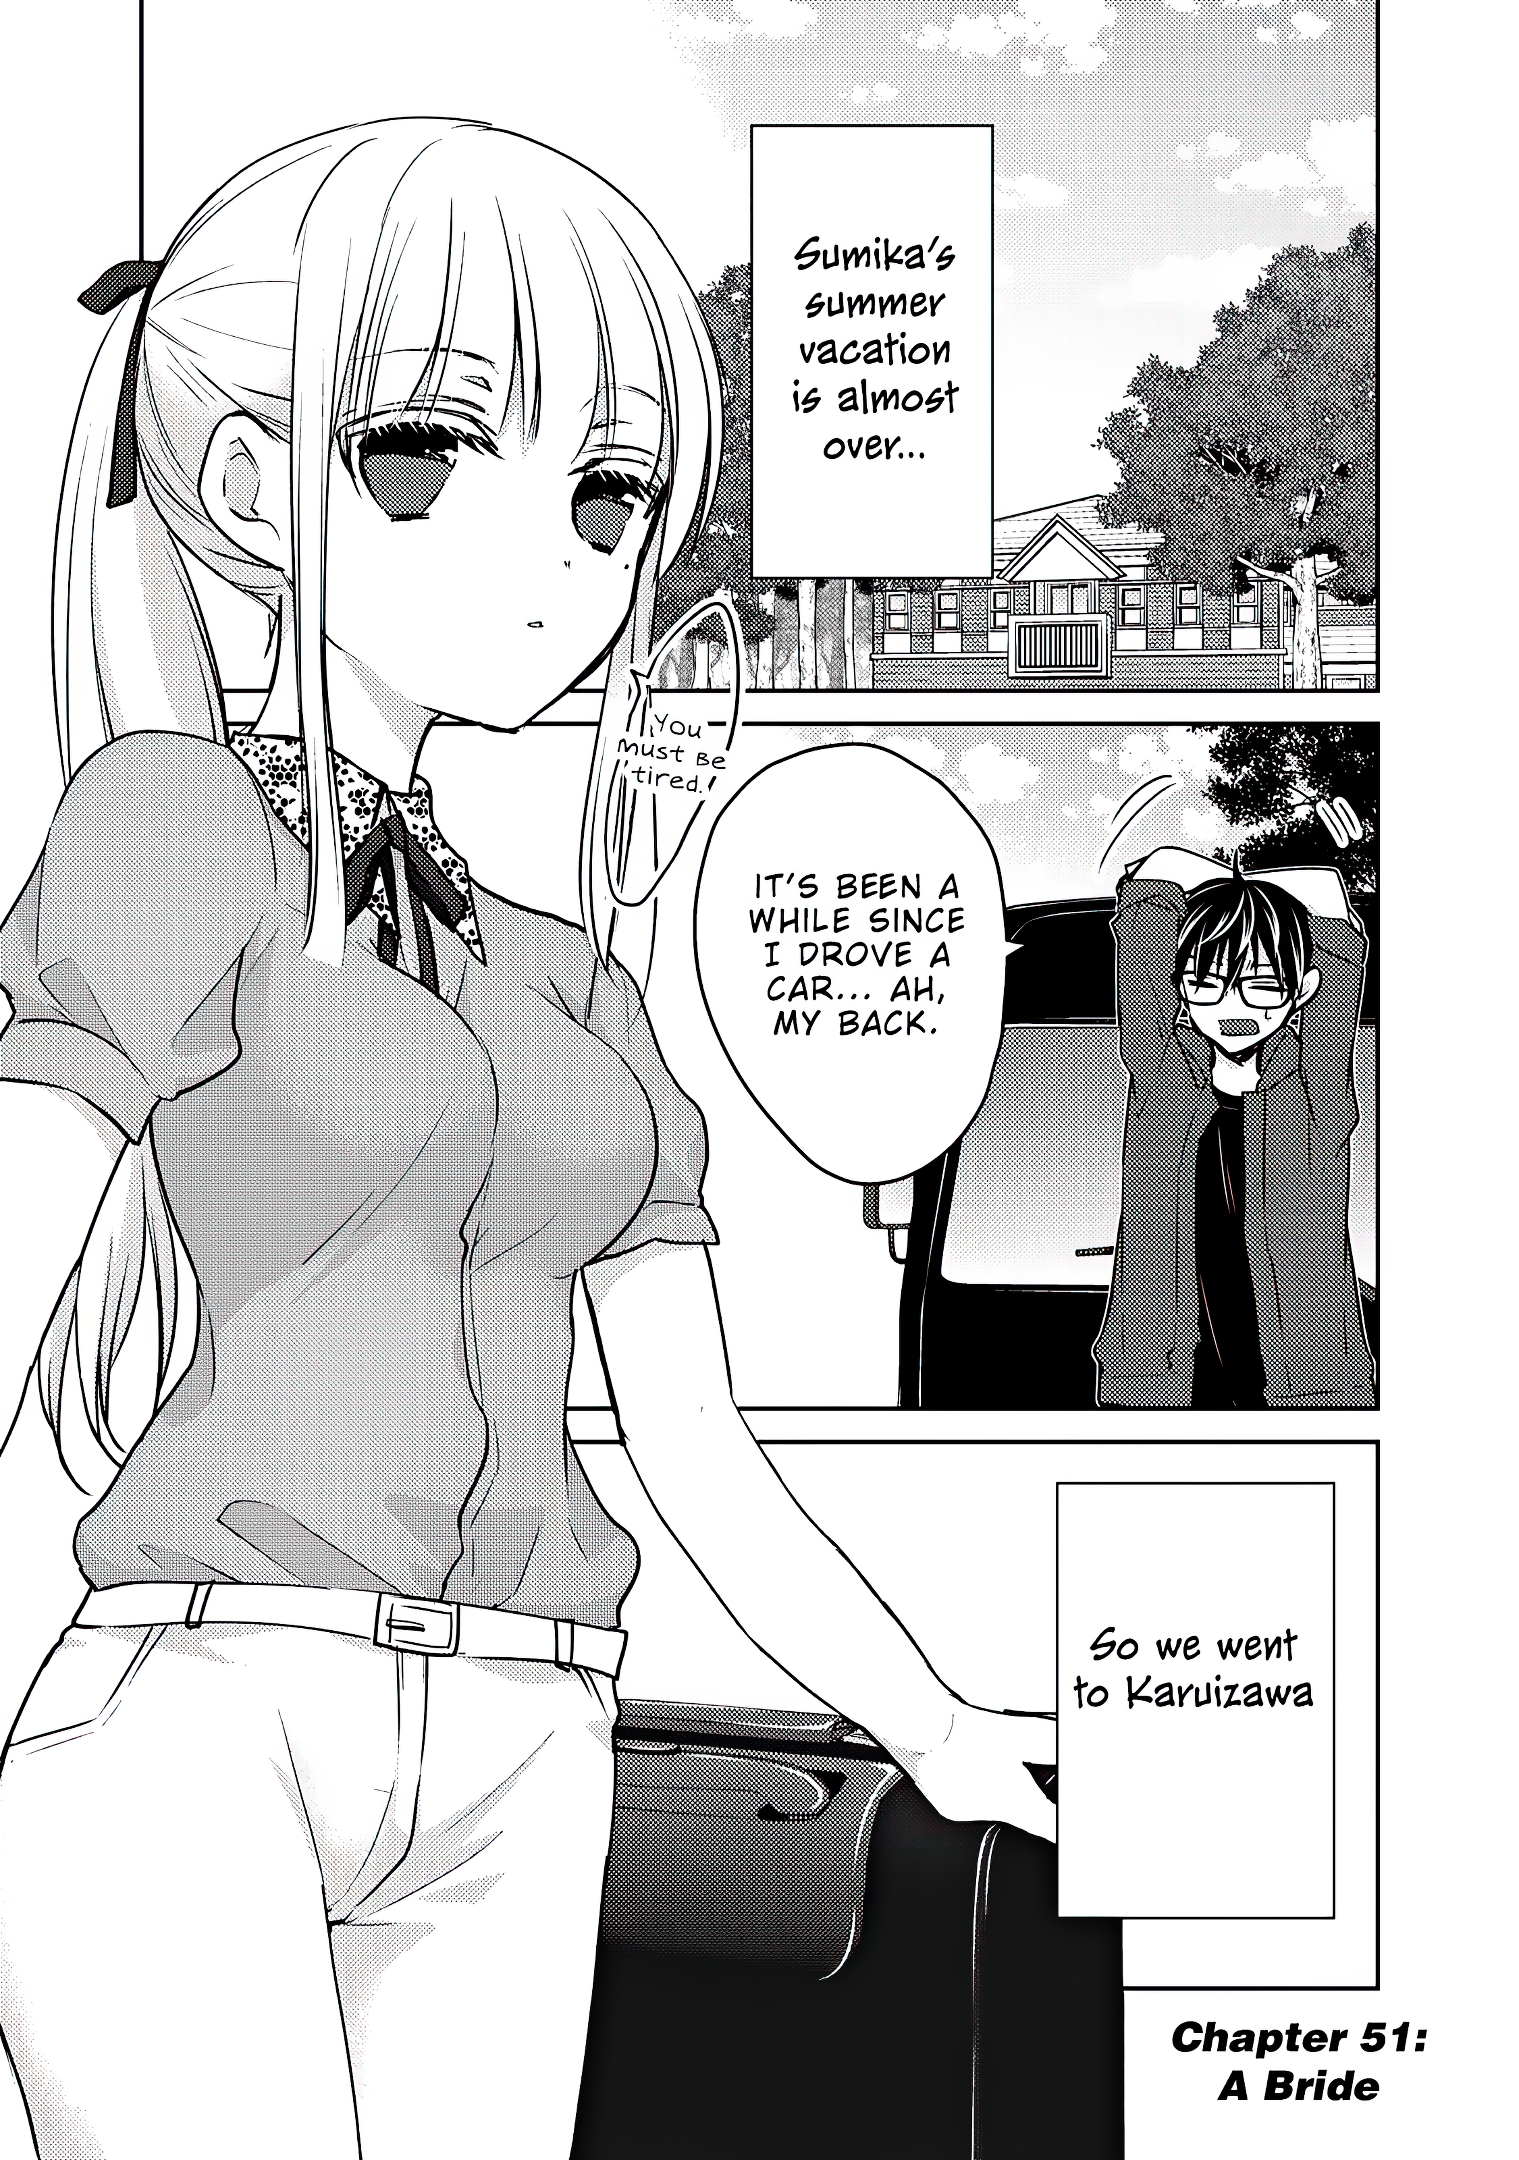 Sumika's
summer
vacation
is almost
over...
IT'S BEEN A
WHILE SINCE
I DROVE A
CAR... AH,
MY BACK.
You
must be
tired.
So we went
to Karuizawa
Chapter 51:
A Bride